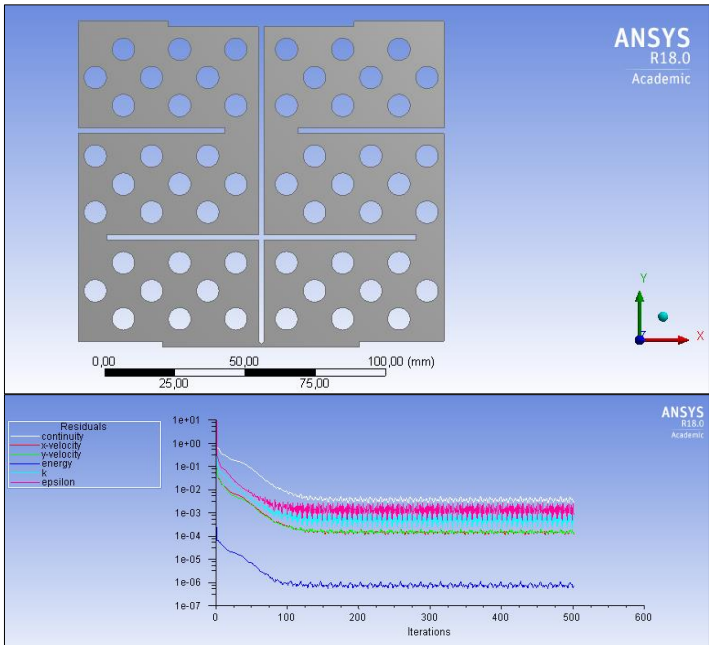 ANSYS
R18.0
Academic
Y
X
Z
0,00 50,00 100,00 (mm)
25,00 75,00
Residuals
continuity
x-velocity
y-velocity
energy
k
epsilon
ANSYS
R18.0
Academic
1e+01
1e+00
1e-01
1e-02
1e-03
1e-04
1e-05
1e-06
1e-07
0 100 200 300 400 500 600
Iterations